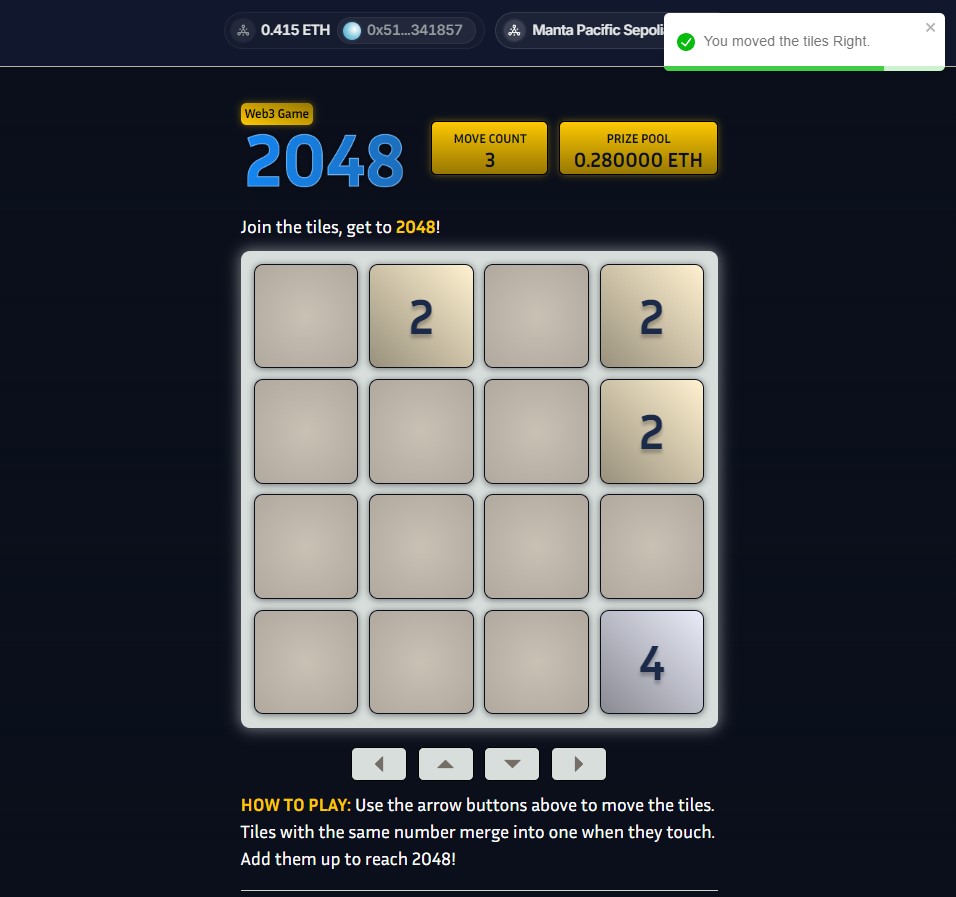 0.415 ETH 0x51...341857 Manta Pacific
You moved the tiles Right.
Web3 Game
2048
MOVE COUNT
3
PRIZE POOL
0.280000 ETH
Join the tiles, get to 2048!
2 2
2
4
HOW TO PLAY: Use the arrow buttons above to move the tiles.
Tiles with the same number merge into one when they touch.
Add them up to reach 2048!